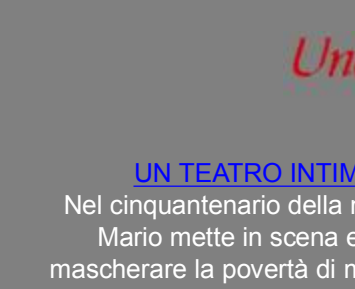 Un
UN TEATRO INTIM
Nel cinquantenario della
Mario mette in scena e
mascherare la povertà di